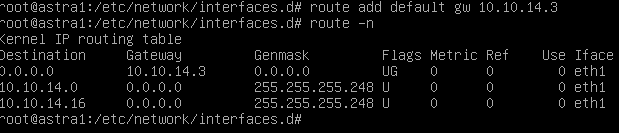 root@astra1:/etc/network/interfaces.d# route add default gw 10.10.14.3
root@astra1:/etc/network/interfaces.d# route -n
Kernel IP routing table
Destination     Gateway         Genmask         Flags Metric Ref    Use Iface
0.0.0.0         10.10.14.3      0.0.0.0         UG    0      0        0 eth1
10.10.14.0      0.0.0.0         255.255.255.248 U     0      0        0 eth1
10.10.14.16     0.0.0.0         255.255.255.248 U     0      0        0 eth1
root@astra1:/etc/network/interfaces.d#